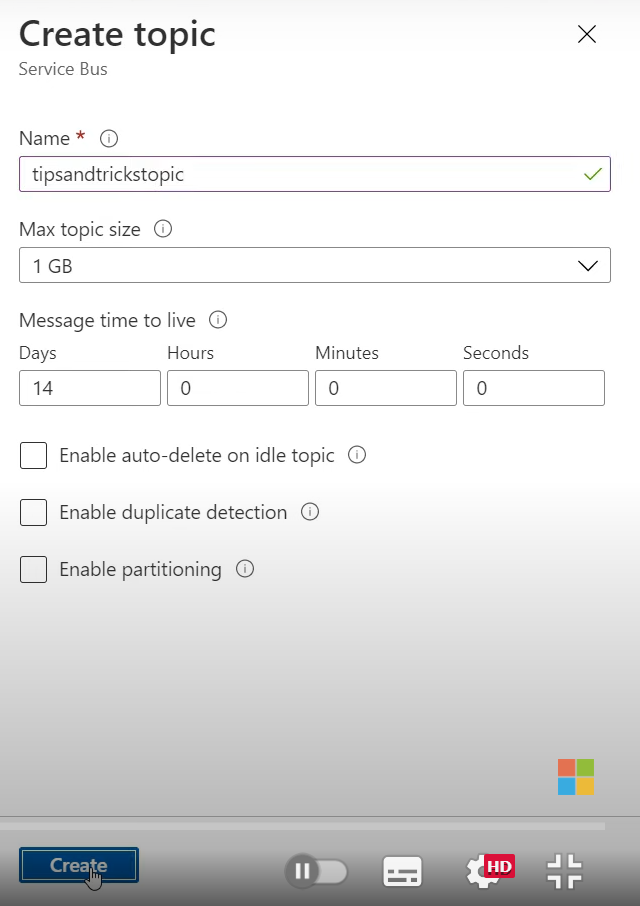 Create topic
Service Bus
Name *
tipsandtrickstopic
Max topic size
1 GB
Message time to live
Days Hours Minutes Seconds
14 0 0 0
Enable auto-delete on idle topic
Enable duplicate detection
Enable partitioning
Create
HD